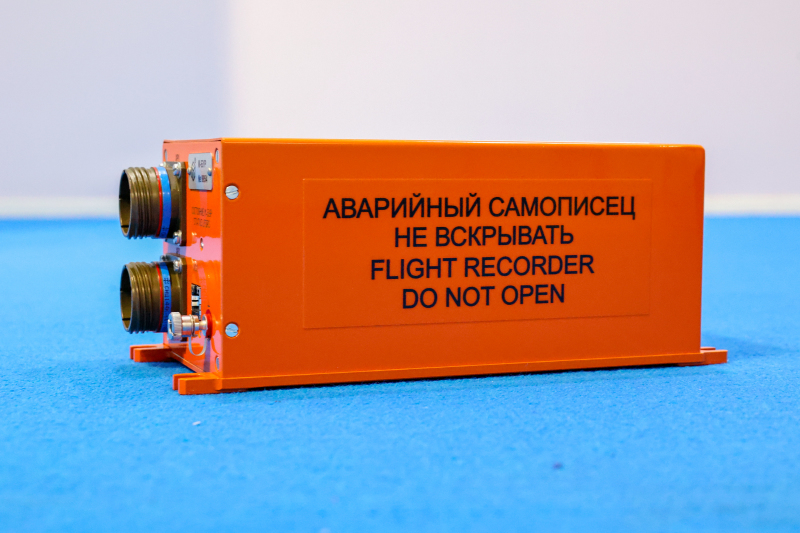 АВАРИЙНЫЙ САМОПИСЕЦ
НЕ ВСКРЫВАТЬ
FLIGHT RECORDER
DO NOT OPEN